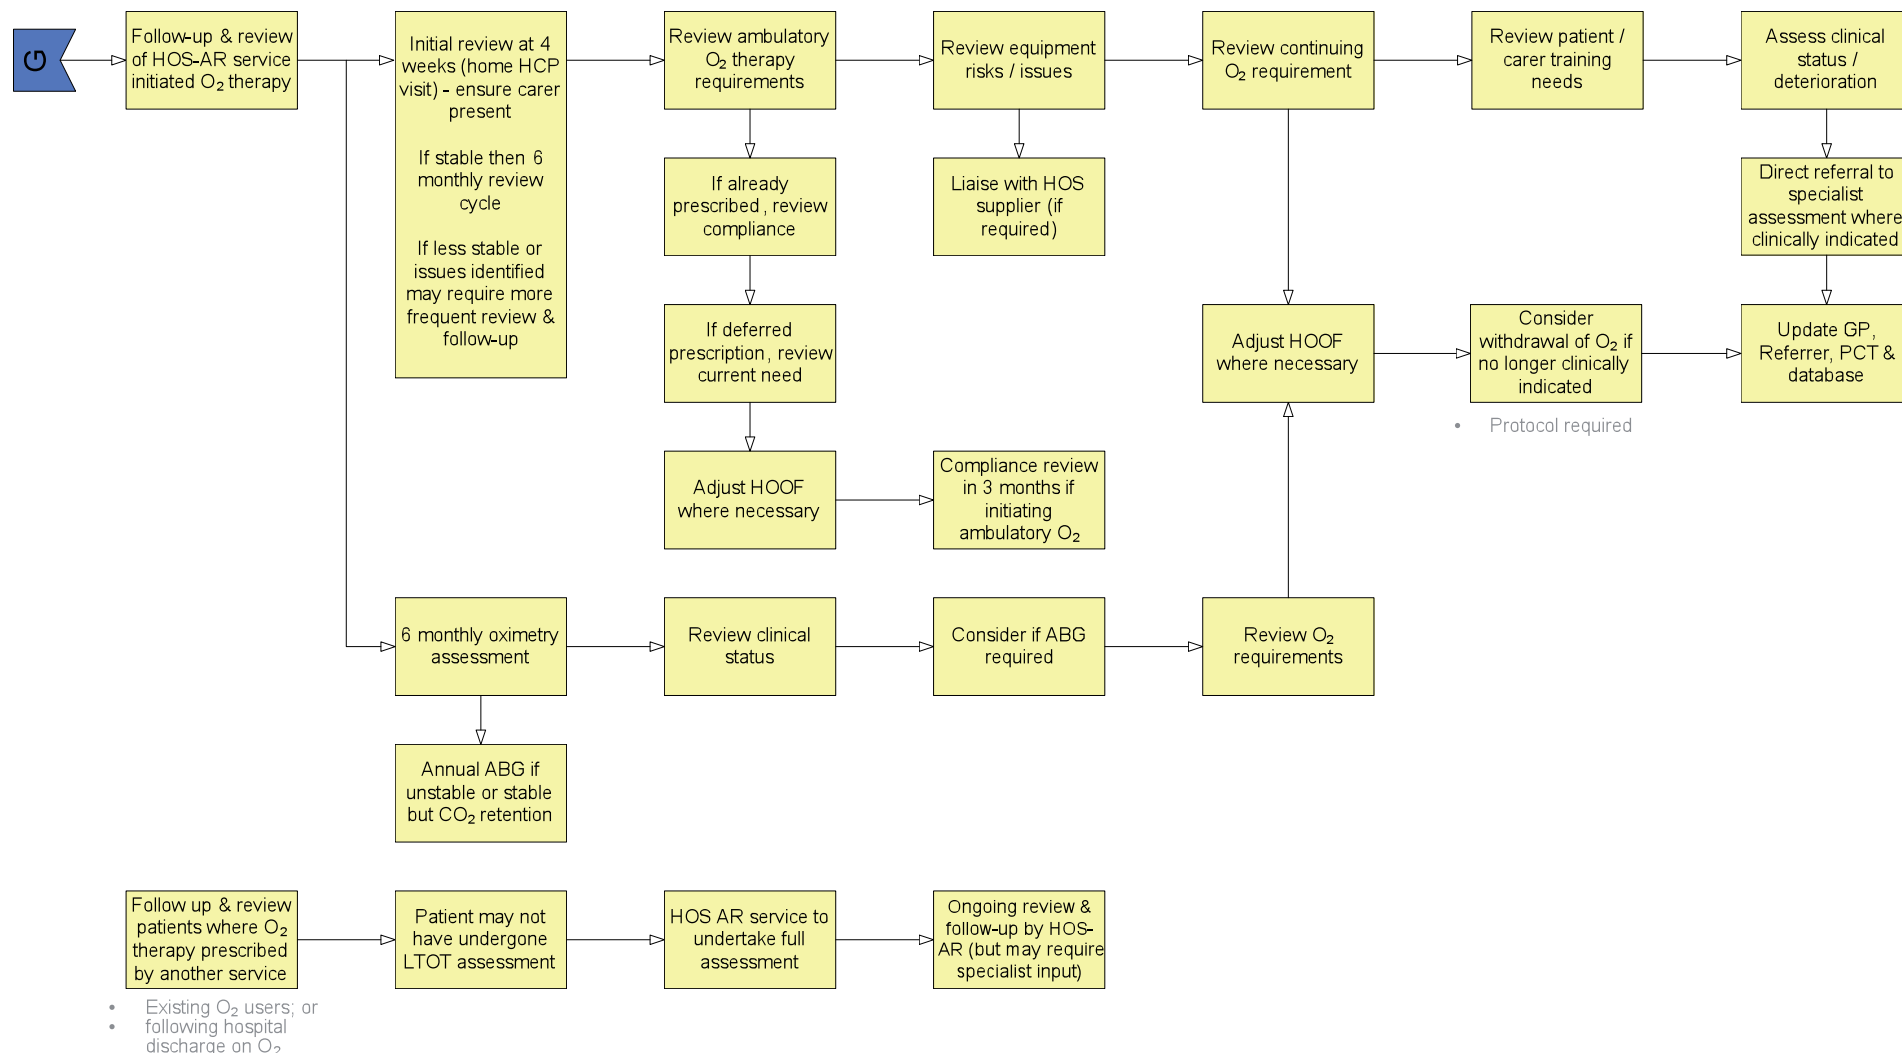 G
Follow-up & review
of HOS-AR service
initiated O₂ therapy
Initial review at 4
weeks (home HCP
visit) - ensure carer
present
If stable then 6
monthly review
cycle
If less stable or
issues identified
may require more
frequent review &
follow-up
Review ambulatory
O₂ therapy
requirements
Review equipment
risks / issues
Review continuing
O₂ requirement
Review patient /
carer training
needs
Assess clinical
status /
deterioration
If already
prescribed, review
compliance
Liaise with HOS
supplier (if
required)
Direct referral to
specialist
assessment where
clinically indicated
If deferred
prescription, review
current need
Adjust HOOF
where necessary
Consider
withdrawal of O₂ if
no longer clinically
indicated
• Protocol required
Update GP,
Referrer, PCT &
database
Adjust HOOF
where necessary
Compliance review
in 3 months if
initiating
ambulatory O₂
6 monthly oximetry
assessment
Review clinical
status
Consider if ABG
required
Review O₂
requirements
Annual ABG if
unstable or stable
but CO₂ retention
Follow up & review
patients where O₂
therapy prescribed
by another service
• Existing O₂ users; or
• following hospital
discharge on O₂
Patient may not
have undergone
LTOT assessment
HOS AR service to
undertake full
assessment
Ongoing review &
follow-up by HOS-
AR (but may require
specialist input)